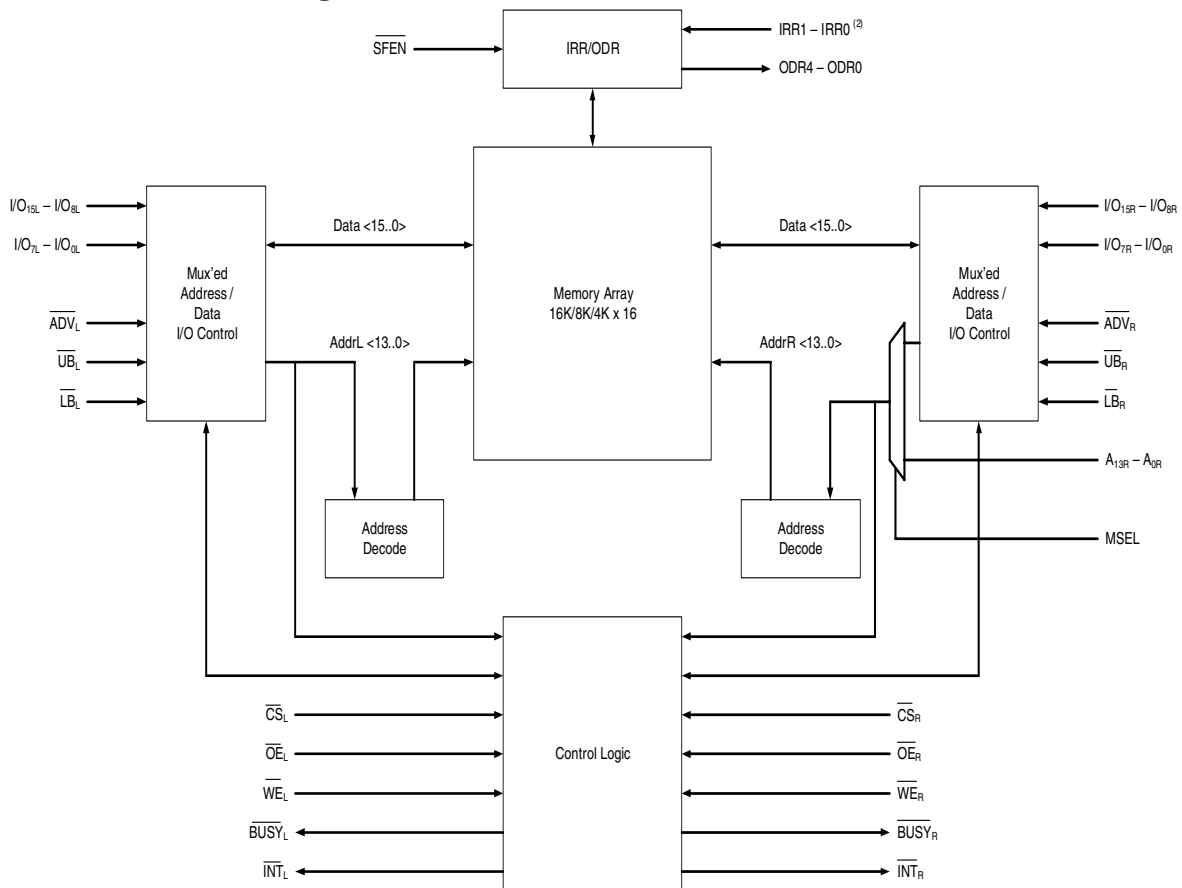 IRR1 – IRR0 (2)
SFEN
IRR/ODR
ODR4 – ODR0
I/O15L – I/O8L
I/O7L – I/O0L
Mux'ed
Address /
Data
I/O Control
ADVL
UBL
LBL
Data <15..0>
AddrL <13..0>
Memory Array
16K/8K/4K x 16
Data <15..0>
AddrR <13..0>
Mux'ed
Address /
Data
I/O Control
I/O15R – I/O8R
I/O7R – I/O0R
ADVR
UBR
LBR
A13R – A0R
MSEL
Address
Decode
Address
Decode
Control Logic
CSL
OEL
WEL
BUSYL
INTL
CSR
OER
WER
BUSYR
INTR